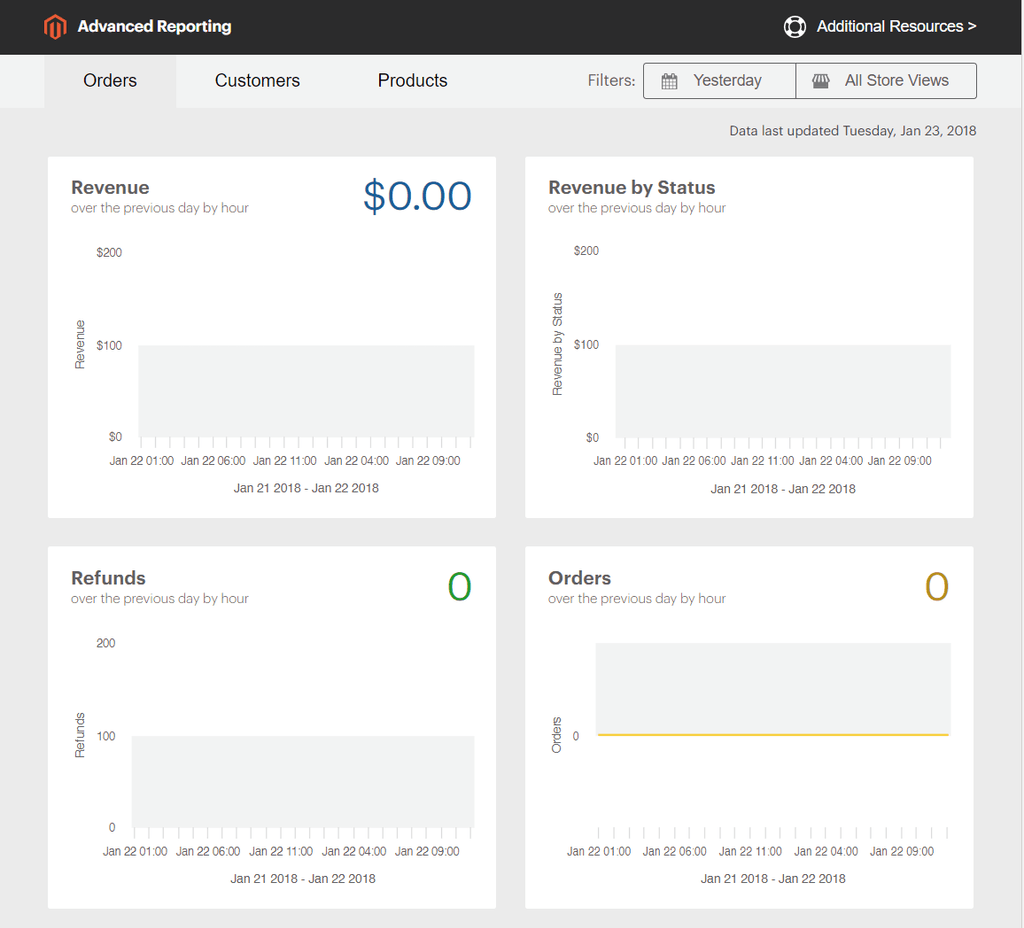 Advanced Reporting
Additional Resources >
Orders Customers Products Filters: Yesterday All Store Views
Data last updated Tuesday, Jan 23, 2018
Revenue
$0.00
over the previous day by hour
$200
$100
$0
Revenue
Jan 22 01:00 Jan 22 06:00 Jan 22 11:00 Jan 22 04:00 Jan 22 09:00
Jan 21 2018 - Jan 22 2018
Revenue by Status
over the previous day by hour
$200
$100
$0
Revenue by Status
Jan 22 01:00 Jan 22 06:00 Jan 22 11:00 Jan 22 04:00 Jan 22 09:00
Jan 21 2018 - Jan 22 2018
Refunds
0
over the previous day by hour
200
100
0
Refunds
Jan 22 01:00 Jan 22 06:00 Jan 22 11:00 Jan 22 04:00 Jan 22 09:00
Jan 21 2018 - Jan 22 2018
Orders
0
over the previous day by hour
0
Orders
Jan 22 01:00 Jan 22 06:00 Jan 22 11:00 Jan 22 04:00 Jan 22 09:00
Jan 21 2018 - Jan 22 2018